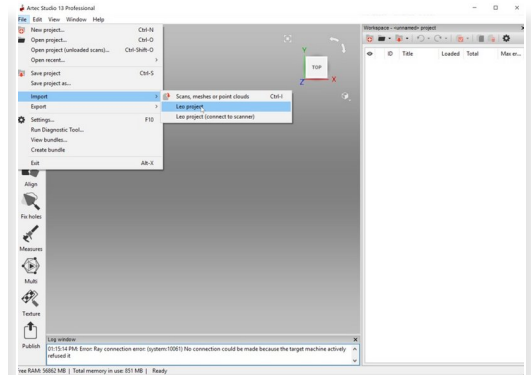 Artec Studio 13 Professional
File Edit View Window Help
New project... Ctrl-N
Open project... Ctrl-O
Open project (unloaded scans)... Ctrl-Shift-O
Open recent...
Save project Ctrl-S
Save project as...
Import
Export
Settings... F10
Run Diagnostic Tool...
View bundles...
Create bundle
Exit Alt-X
Scans, meshes or point clouds Ctrl-I
Leo project
Leo project (connect to scanner)
Y
TOP
Z X
Workspace - <unnamed> project
ID Title Loaded Total Max er...
Align
Fix holes
Measures
Multi
Texture
Publish
Log window
01:15:14 PM: Error: Ray connection error: (system:10061) No connection could be made because the target machine actively
refused it
Free RAM: 56862 MB | Total memory in use: 851 MB | Ready